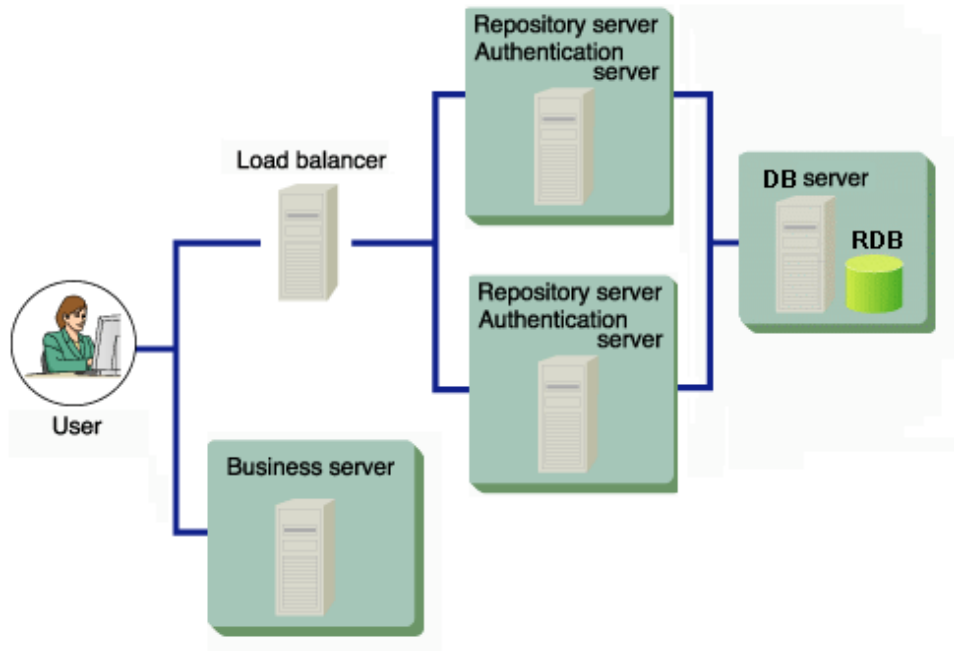 Repository server
Authentication
server
Load balancer
DB server
RDB
Repository server
Authentication
server
User
Business server